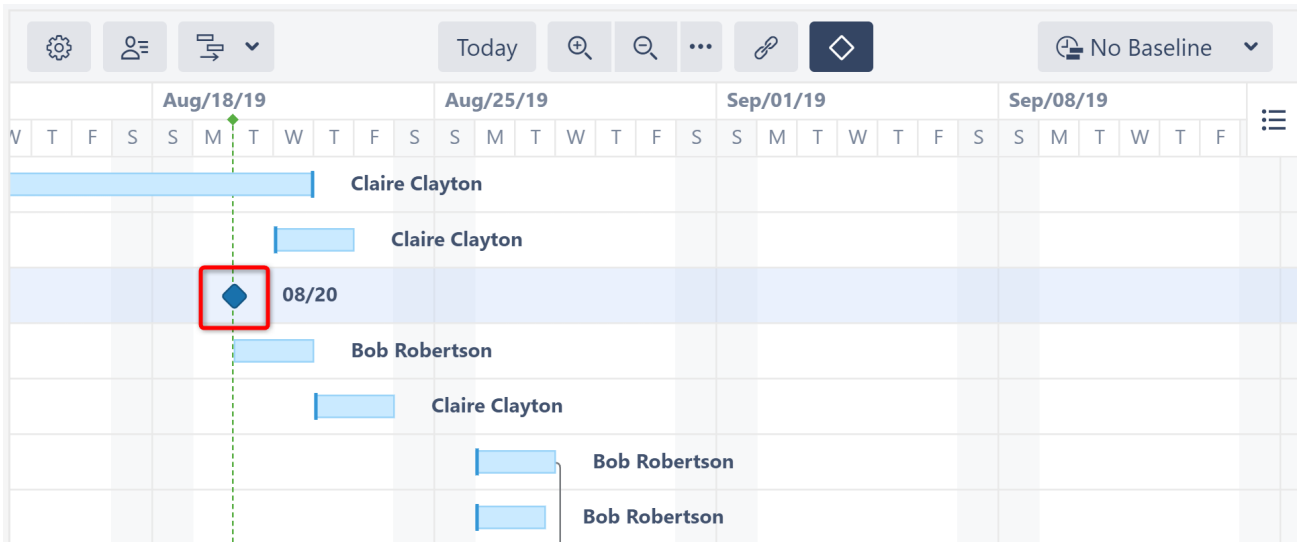 Today
No Baseline
Aug/18/19 Aug/25/19 Sep/01/19 Sep/08/19
W T F S S M T W T F S S M T W T F S S M T W T F S S M T W T F
Claire Clayton
Claire Clayton
08/20
Bob Robertson
Claire Clayton
Bob Robertson
Bob Robertson